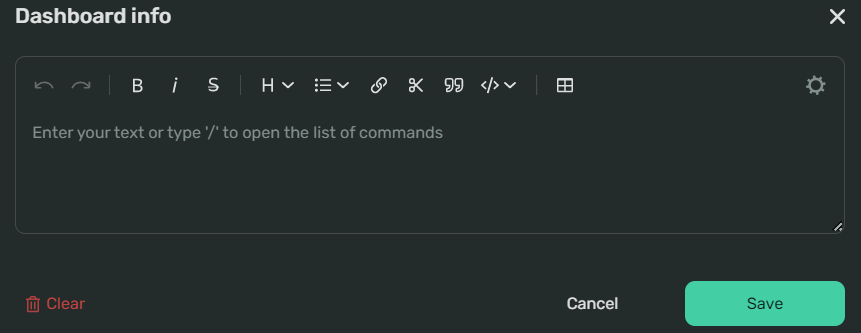 Dashboard info
B i S H </>
Enter your text or type '/' to open the list of commands
Clear Cancel Save